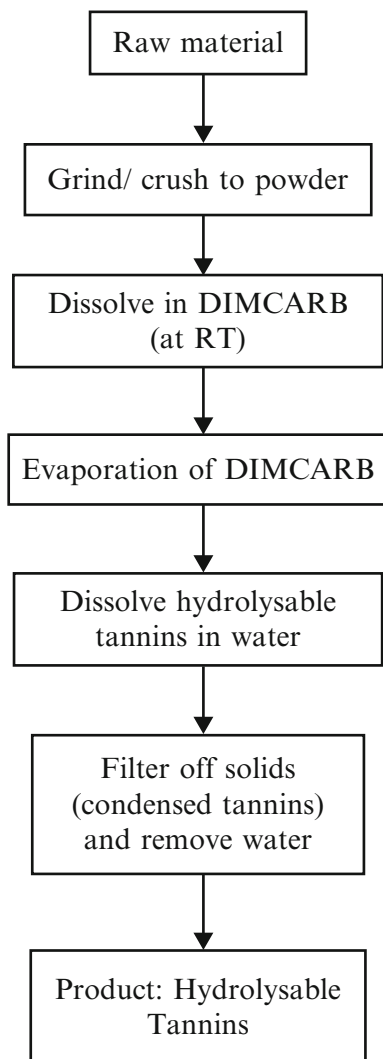 Raw material
Grind/ crush to powder
Dissolve in DIMCARB
(at RT)
Evaporation of DIMCARB
Dissolve hydrolysable
tannins in water
Filter off solids
(condensed tannins)
and remove water
Product: Hydrolysable
Tannins